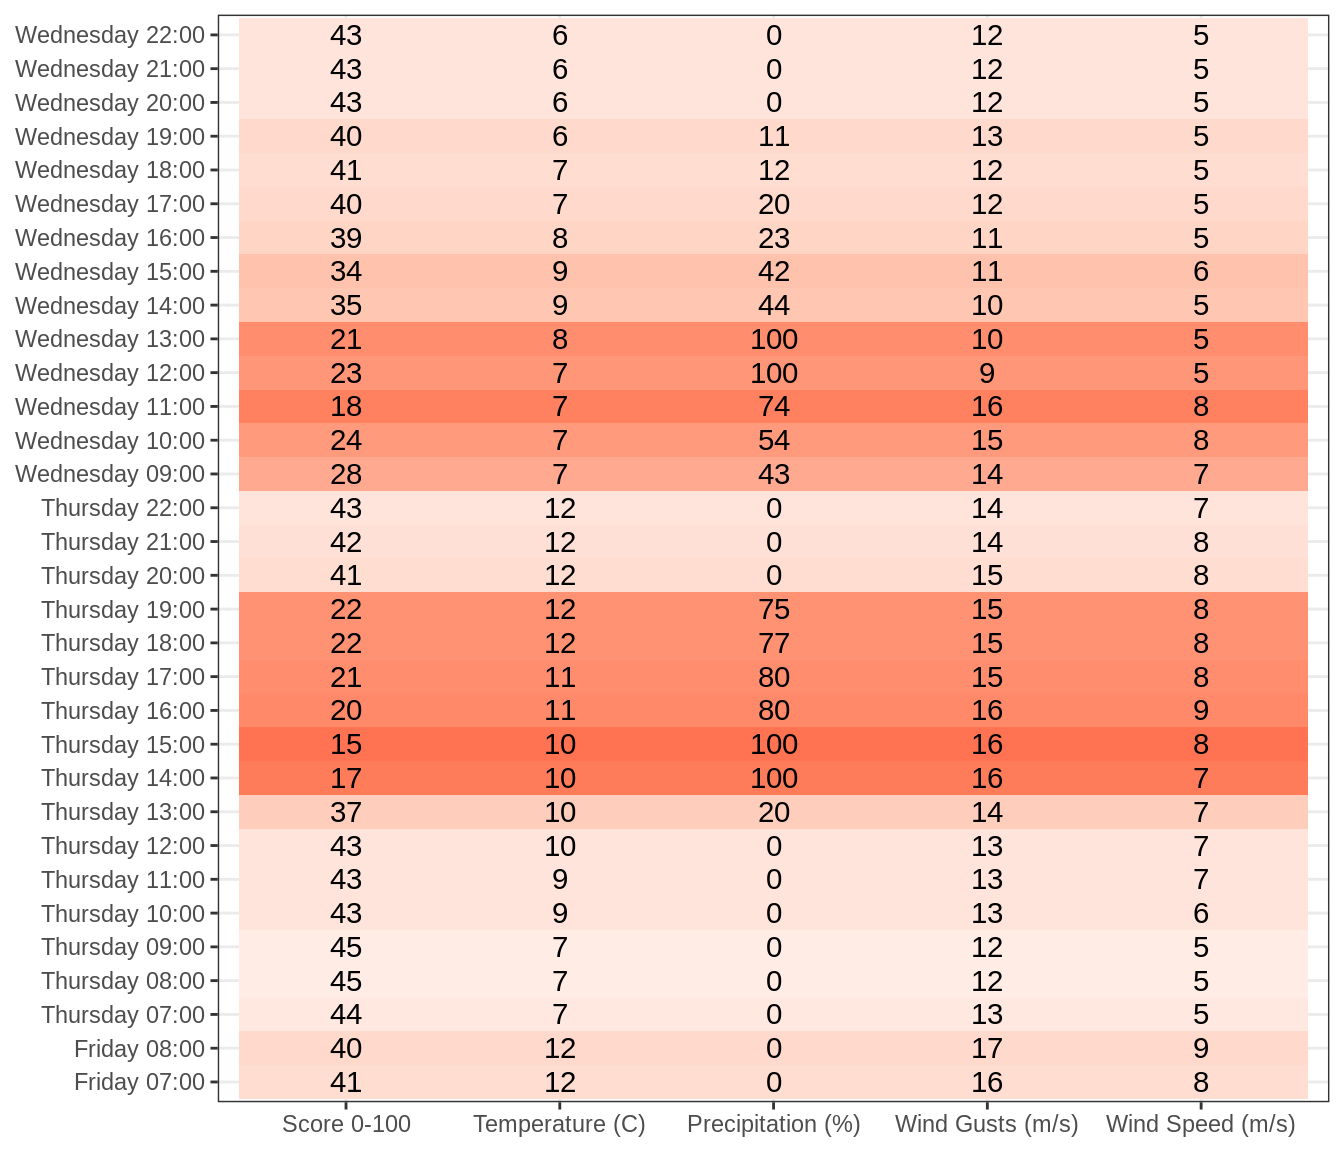 Wednesday 22:00 43 6 0 12 5
Wednesday 21:00 43 6 0 12 5
Wednesday 20:00 43 6 0 12 5
Wednesday 19:00 40 6 11 13 5
Wednesday 18:00 41 7 12 12 5
Wednesday 17:00 40 7 20 12 5
Wednesday 16:00 39 8 23 11 5
Wednesday 15:00 34 9 42 11 6
Wednesday 14:00 35 9 44 10 5
Wednesday 13:00 21 8 100 10 5
Wednesday 12:00 23 7 100 9 5
Wednesday 11:00 18 7 74 16 8
Wednesday 10:00 24 7 54 15 8
Wednesday 09:00 28 7 43 14 7
Thursday 22:00 43 12 0 14 7
Thursday 21:00 42 12 0 14 8
Thursday 20:00 41 12 0 15 8
Thursday 19:00 22 12 75 15 8
Thursday 18:00 22 12 77 15 8
Thursday 17:00 21 11 80 15 8
Thursday 16:00 20 11 80 16 9
Thursday 15:00 15 10 100 16 8
Thursday 14:00 17 10 100 16 7
Thursday 13:00 37 10 20 14 7
Thursday 12:00 43 10 0 13 7
Thursday 11:00 43 9 0 13 7
Thursday 10:00 43 9 0 13 6
Thursday 09:00 45 7 0 12 5
Thursday 08:00 45 7 0 12 5
Thursday 07:00 44 7 0 13 5
Friday 08:00 40 12 0 17 9
Friday 07:00 41 12 0 16 8
Score 0-100 Temperature (C) Precipitation (%) Wind Gusts (m/s) Wind Speed (m/s)